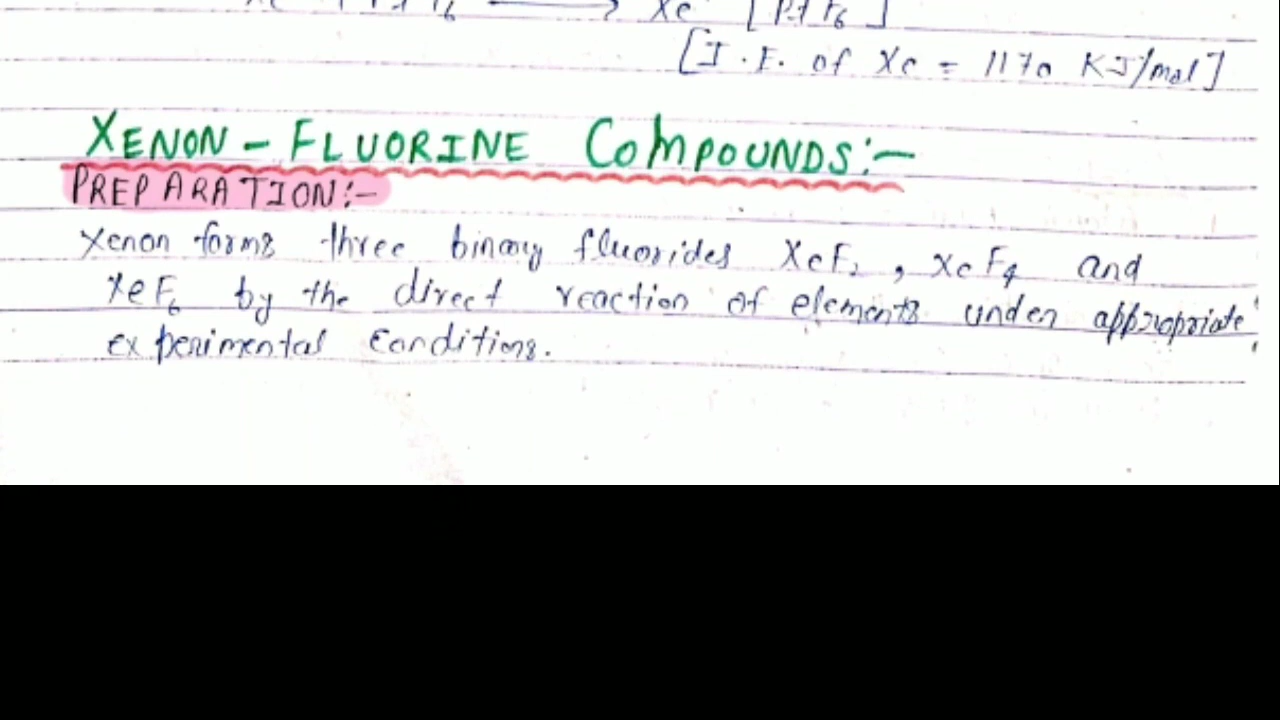 Xe [PtF6]
[I.E. of Xe = 1170 KJ/mol]
XENON - FLUORINE COMPOUNDS:-
PREPARATION:-
Xenon forms three binary fluorides XeF2, XeF4 and
XeF6 by the direct reaction of elements under appropriate
experimental conditions.